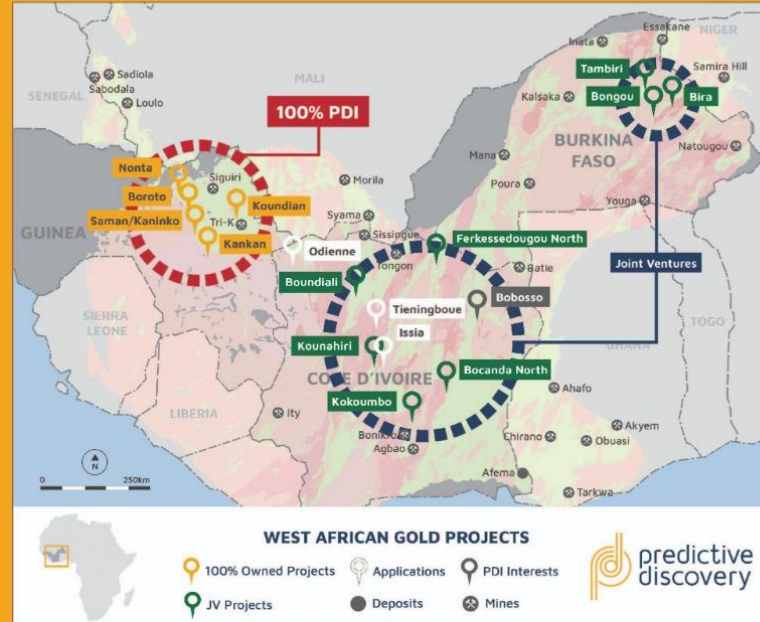 Essakane
NIGER
Inata
Tambiri
Samira Hill
Sadiola
MALI
Sabodala
Kalsaka
Bongou
Bira
SENEGAL
Loulo
100% PDI
BURKINA
FASO
Natougou
Mana
Nonta
Siguiri
Morila
Poura
Boroto
Koundian
Youga
Saman/Kaninko
Tri-K
Syama
GUINEA
Kankan
Sissingue
Odienne
Ferkessedougou North
Tongon
Batie
Joint Ventures
Boundiali
Bobosso
SIERRA
LEONE
Tieningboue
TOGO
Kounahiri
Issia
GHANA
COTE D'IVOIRE
Bocanda North
LIBERIA
Kokoumbo
Ahafo
Ity
Akyem
Bonikro
Chirano
Obuasi
Agbao
N
Afema
0 250km
Tarkwa
WEST AFRICAN GOLD PROJECTS
100% Owned Projects Applications PDI Interests
JV Projects Deposits Mines
predictive
discovery